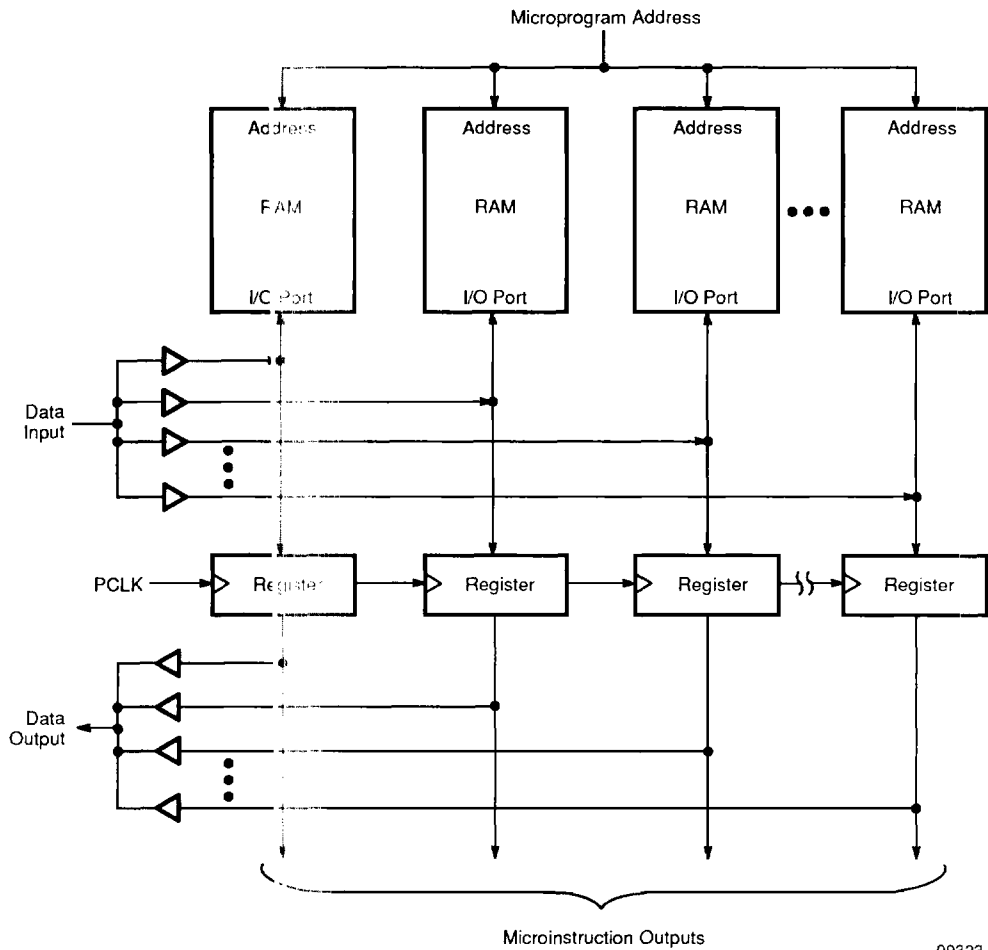 Microprogram Address
Address Address Address Address
RAM RAM RAM RAM
I/O Port I/O Port I/O Port I/O Port
Data
Input
PCLK Register Register Register Register
Data
Output
Microinstruction Outputs